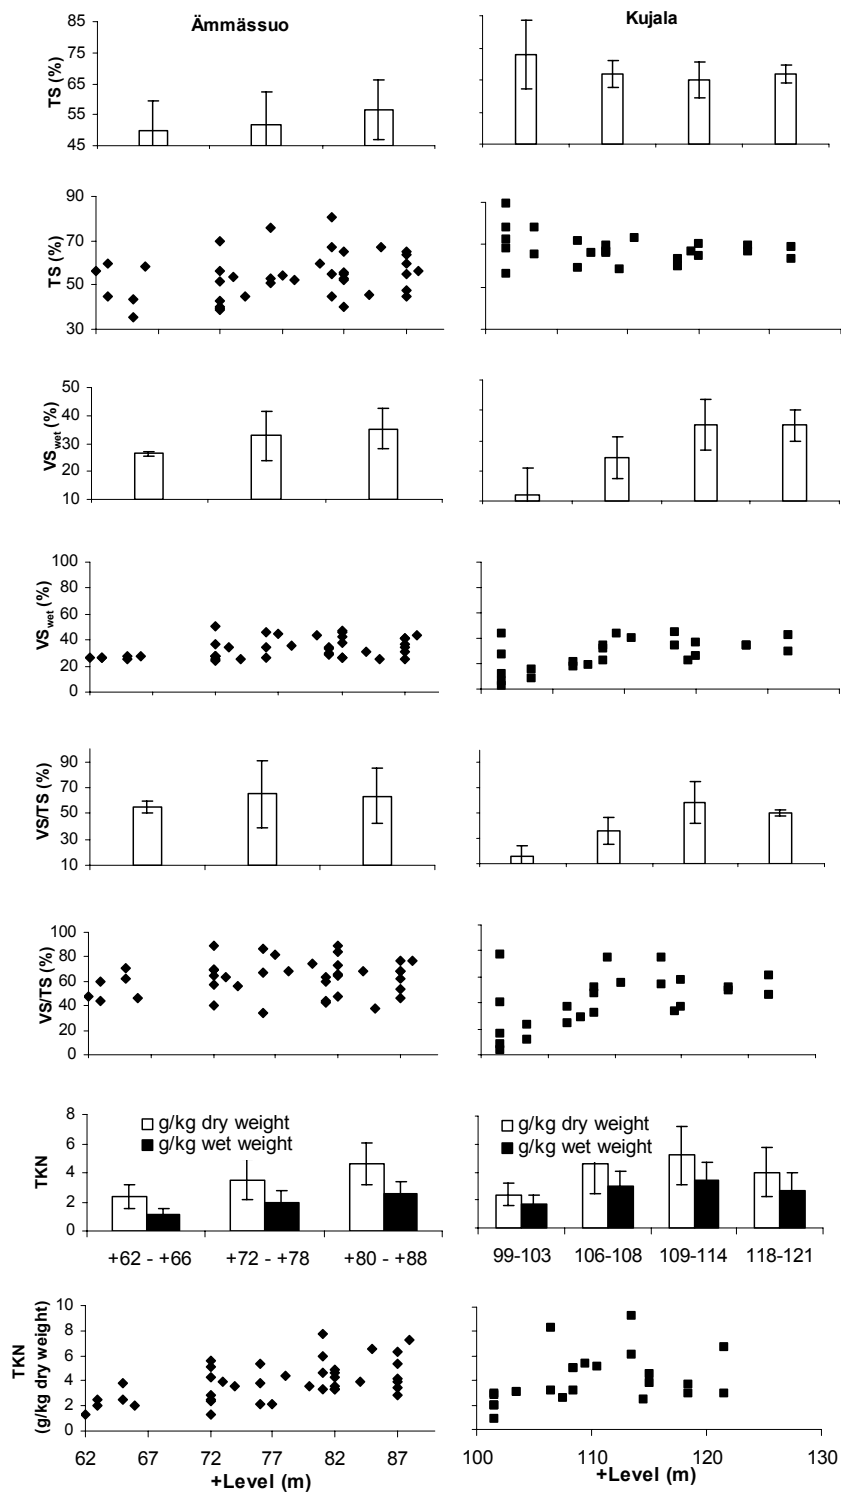 Ämmässuo
Kujala
TS (%)
85
75
65
55
45
TS (%)
90
70
50
30
VSwet (%)
50
40
30
20
10
VSwet (%)
100
80
60
40
20
0
VS/TS (%)
90
70
50
30
10
VS/TS (%)
100
80
60
40
20
0
TKN
8
6
4
2
0
g/kg dry weight
g/kg wet weight
g/kg dry weight
g/kg wet weight
+62 - +66
+72 - +78
+80 - +88
99-103
106-108
109-114
118-121
TKN
(g/kg dry weight)
10
8
6
4
2
0
62
67
72
77
82
87
100
110
120
130
+Level (m)
+Level (m)